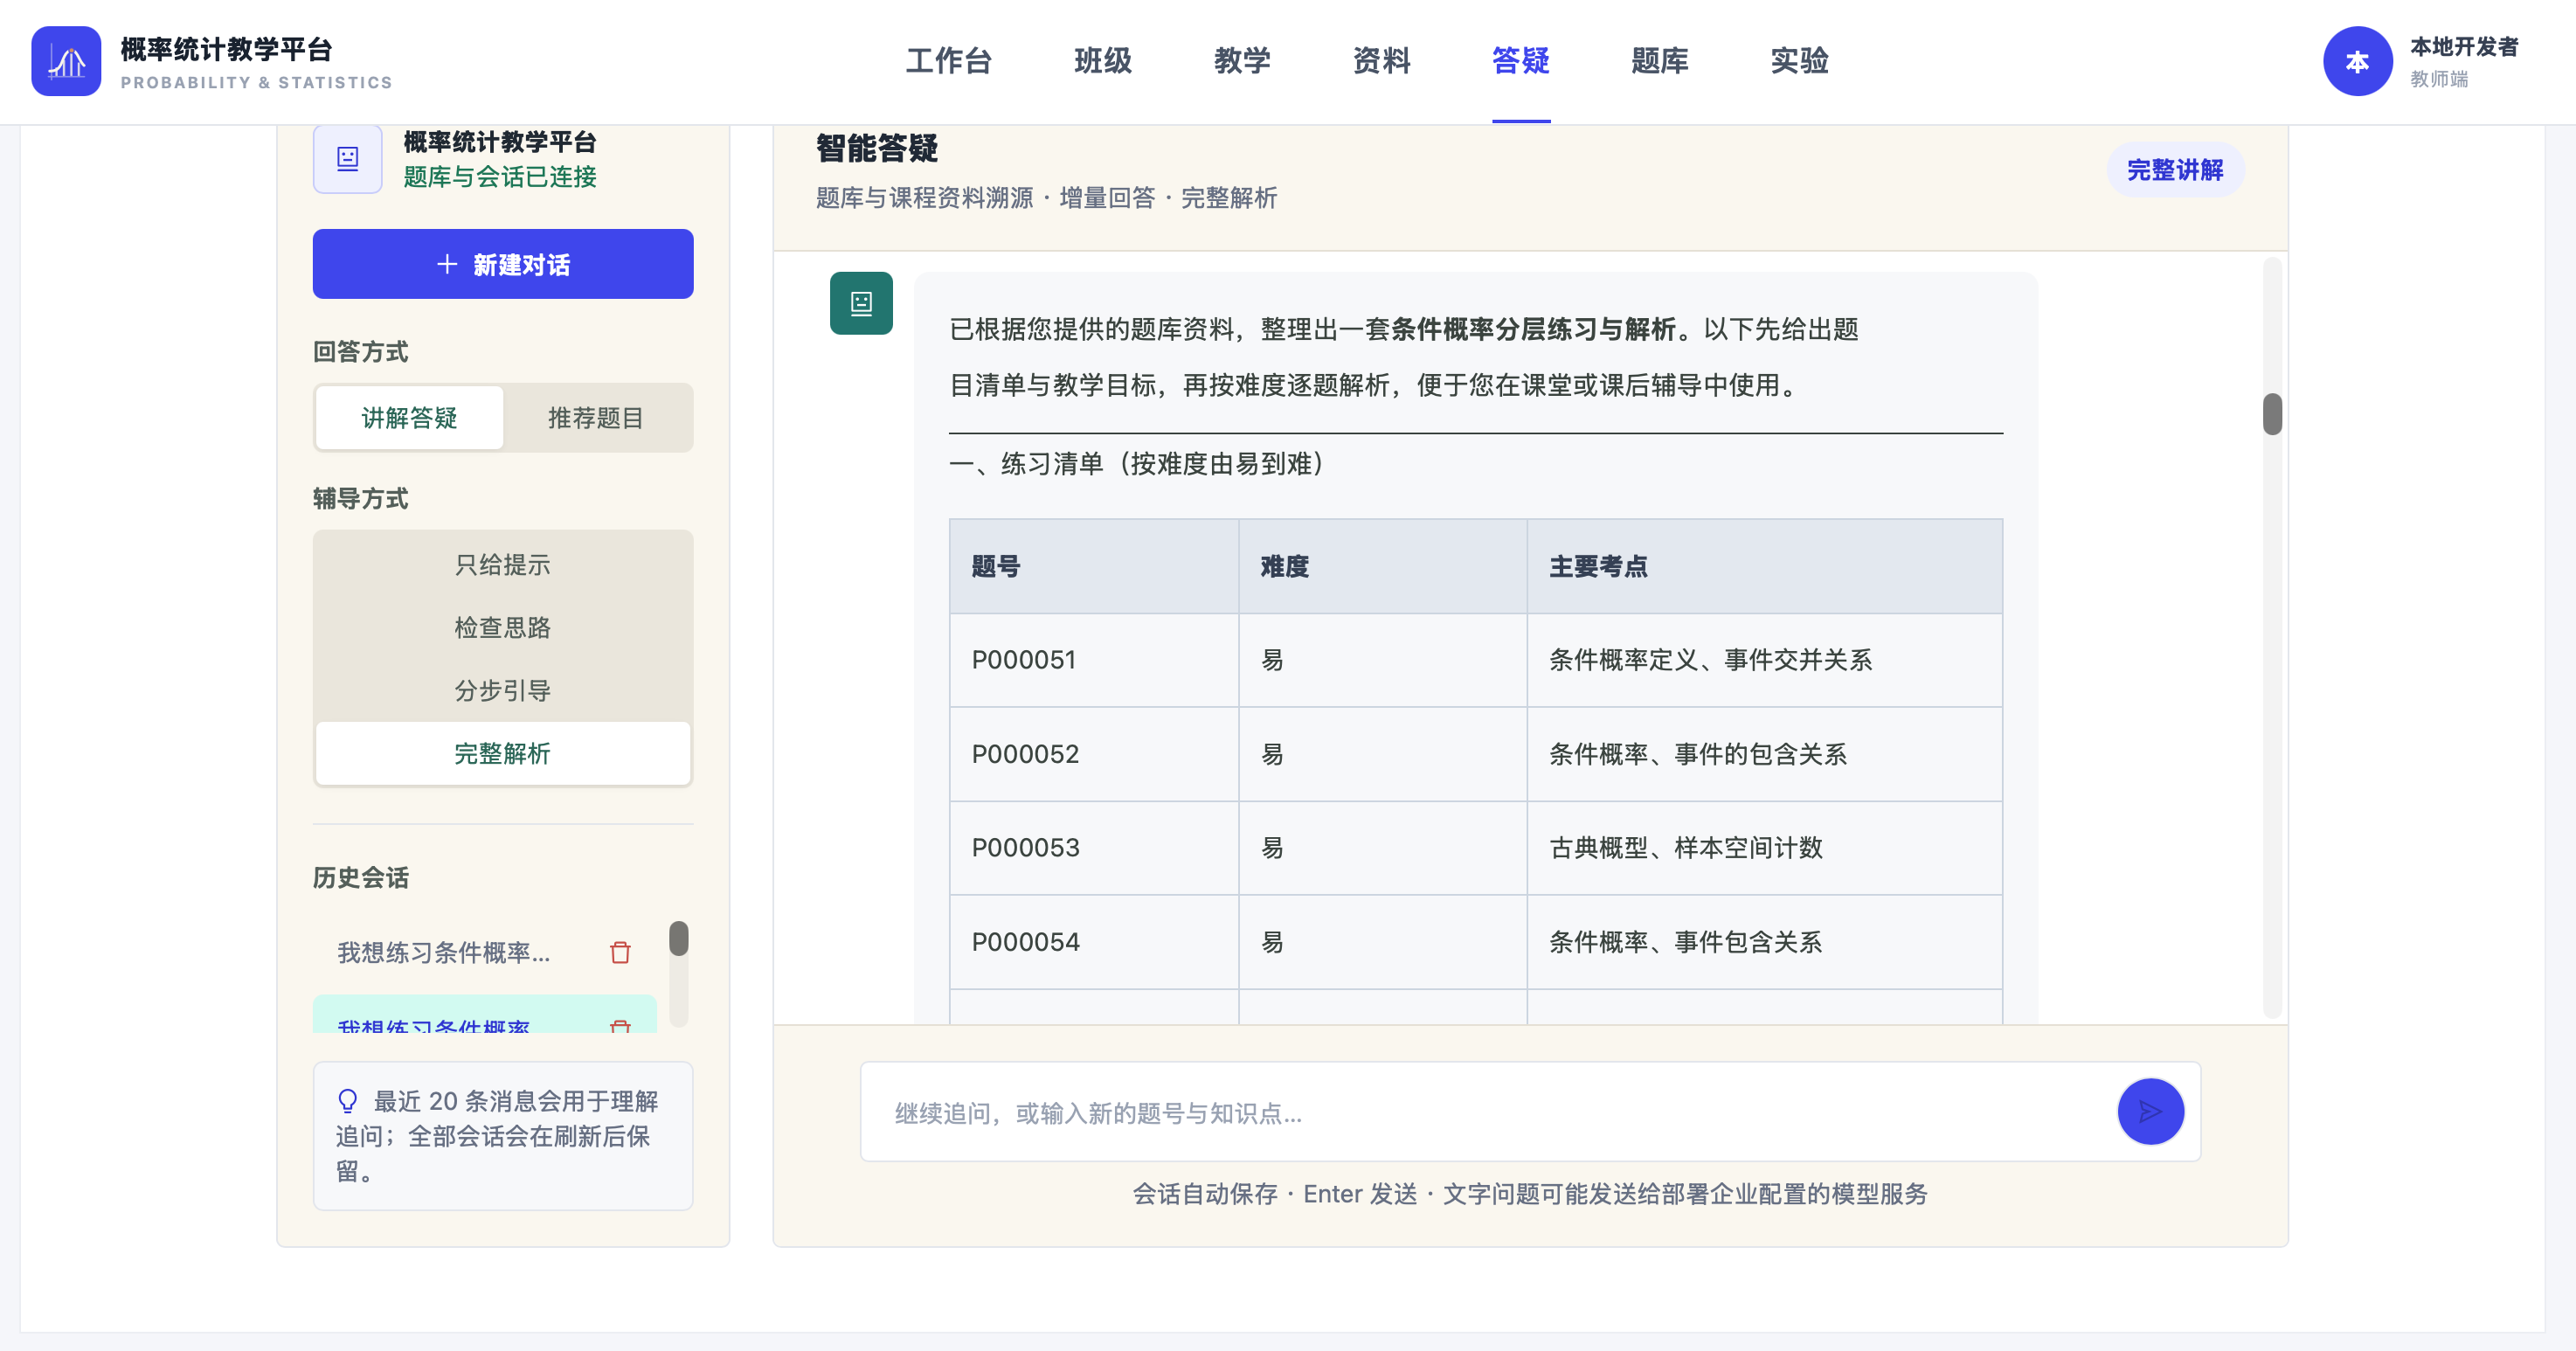 概率统计教学平台
PROBABILITY & STATISTICS
工作台
班级
教学
资料
答疑
题库
实验
本
本地开发者
教师端
概率统计教学平台
题库与会话已连接
新建对话
回答方式
讲解答疑
推荐题目
辅导方式
只给提示
检查思路
分步引导
完整解析
历史会话
我想练习条件概率...
我想练习条件概率
最近 20 条消息会用于理解
追问；全部会话会在刷新后保
留。
智能答疑
题库与课程资料溯源 · 增量回答 · 完整解析
完整讲解
已根据您提供的题库资料，整理出一套条件概率分层练习与解析。以下先给出题
目清单与教学目标，再按难度逐题解析，便于您在课堂或课后辅导中使用。
一、练习清单（按难度由易到难）
题号 难度 主要考点
P000051 易 条件概率定义、事件交并关系
P000052 易 条件概率、事件的包含关系
P000053 易 古典概型、样本空间计数
P000054 易 条件概率、事件包含关系
继续追问，或输入新的题号与知识点...
会话自动保存 · Enter 发送 · 文字问题可能发送给部署企业配置的模型服务